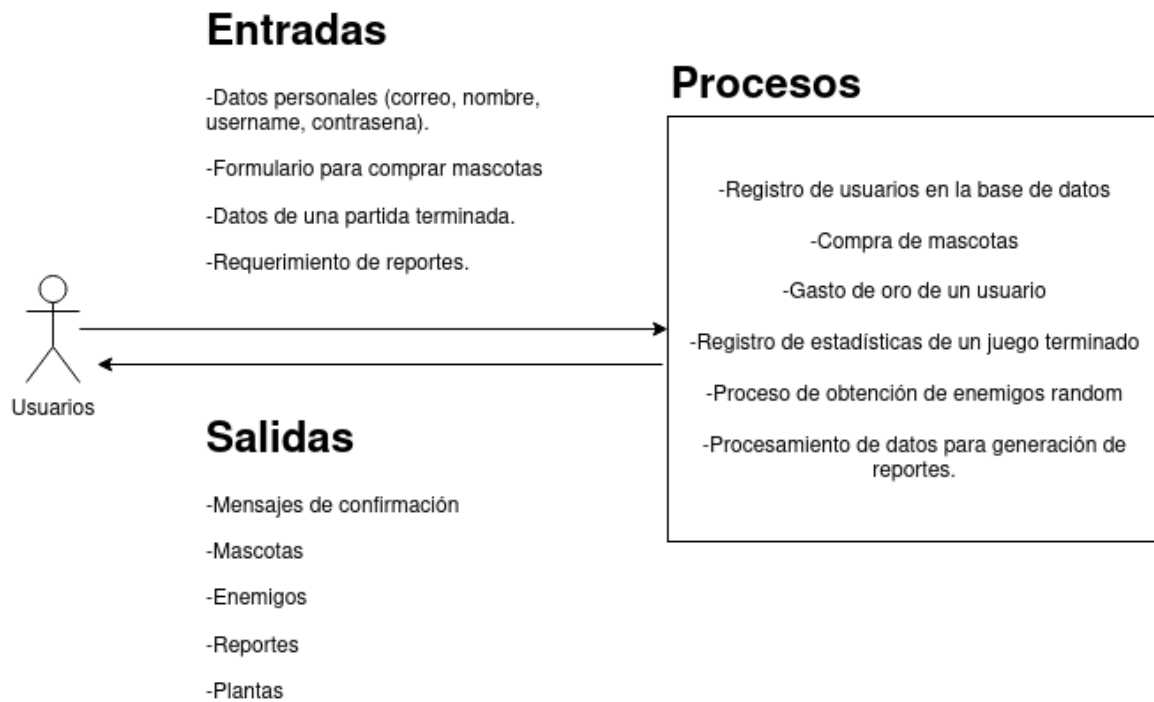 Entradas
-Datos personales (correo, nombre,
username, contrasena).
-Formulario para comprar mascotas
-Datos de una partida terminada.
-Requerimiento de reportes.
Procesos
-Registro de usuarios en la base de datos
-Compra de mascotas
-Gasto de oro de un usuario
-Registro de estadísticas de un juego terminado
-Proceso de obtención de enemigos random
-Procesamiento de datos para generación de
reportes.
Usuarios
Salidas
-Mensajes de confirmación
-Mascotas
-Enemigos
-Reportes
-Plantas